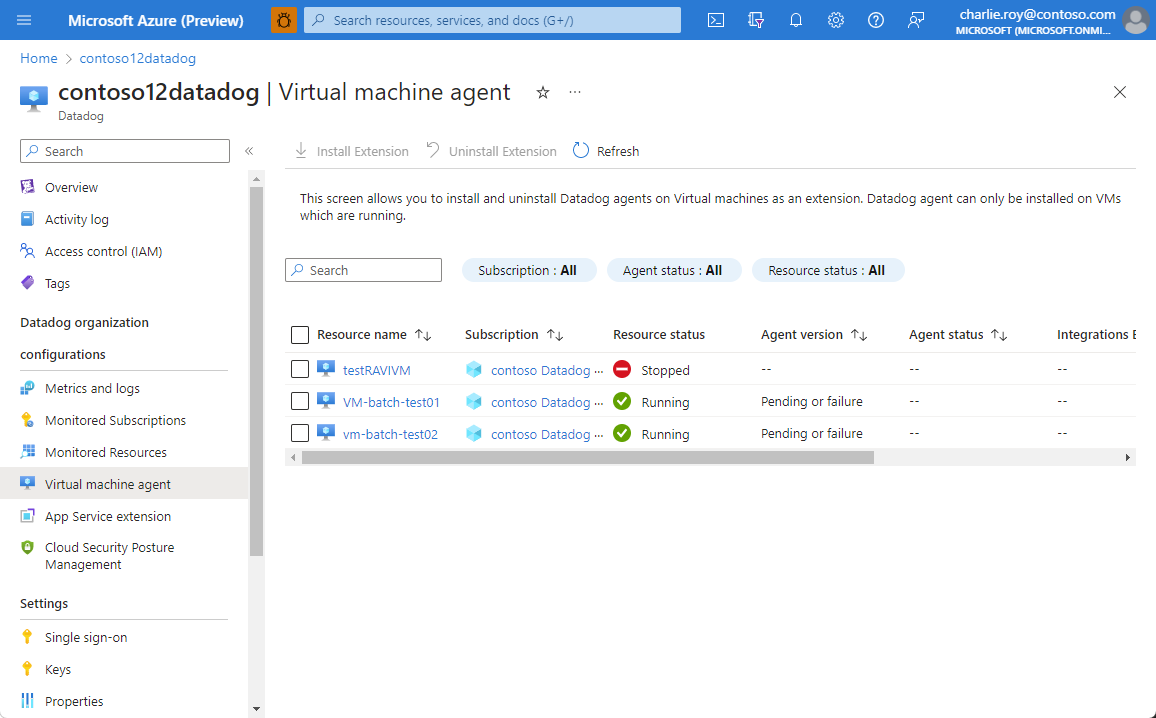 Microsoft Azure (Preview)
Search resources, services, and docs (G+/)
charlie.roy@contoso.com
MICROSOFT (MICROSOFT.ONMI...
Home > contoso12datadog
contoso12datadog | Virtual machine agent
Datadog
Search
Install Extension Uninstall Extension Refresh
Overview
Activity log
Access control (IAM)
Tags
Datadog organization
configurations
Metrics and logs
Monitored Subscriptions
Monitored Resources
Virtual machine agent
App Service extension
Cloud Security Posture
Management
Settings
Single sign-on
Keys
Properties
This screen allows you to install and uninstall Datadog agents on Virtual machines as an extension. Datadog agent can only be installed on VMs
which are running.
Search
Subscription : All Agent status : All Resource status : All
Resource name Subscription Resource status Agent version Agent status Integrations E
testRAVIVM contoso Datadog ... Stopped -- -- --
VM-batch-test01 contoso Datadog ... Running Pending or failure -- --
vm-batch-test02 contoso Datadog ... Running Pending or failure -- --